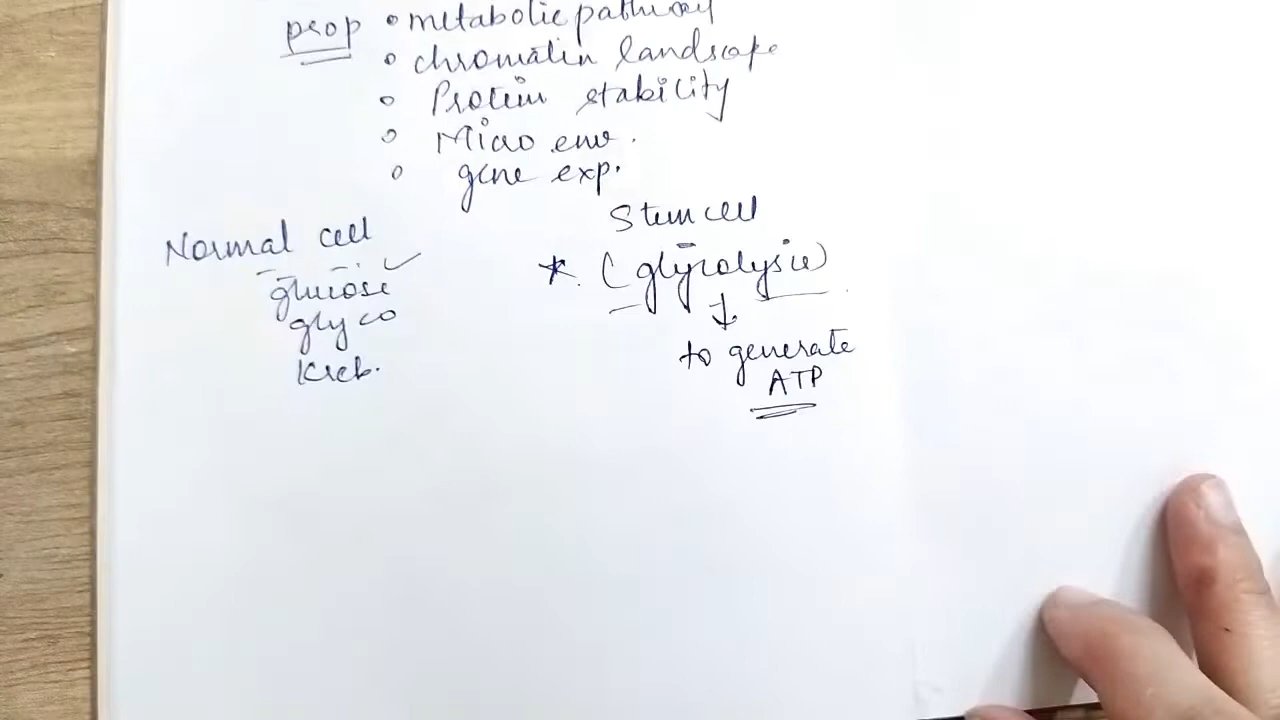 prop • metabolic pathway
• chromatin landscape
• Protein stability
• Micro env.
• gene exp.
Normal cell
glucose
glyco
Kreb.
Stem cell
* (glycolysis)
↓
to generate
ATP